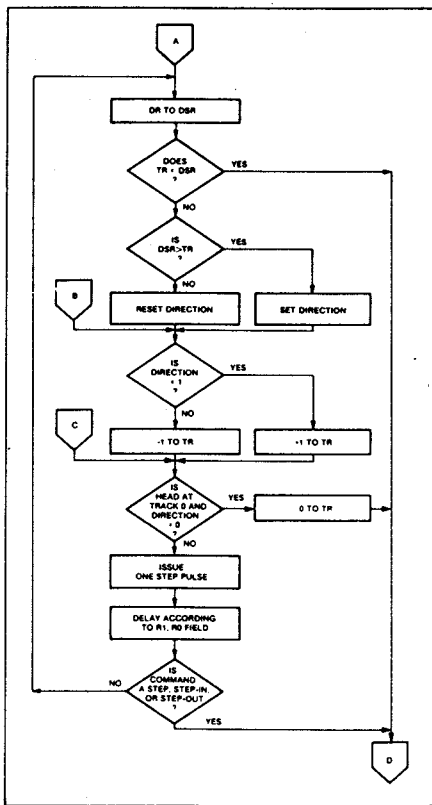 A
DR TO DSR
DOES
TR = DSR
?
YES
NO
IS
DSR>TR
?
YES
NO
B
RESET DIRECTION
SET DIRECTION
IS
DIRECTION
= 1
?
YES
NO
C
-1 TO TR
+1 TO TR
IS
HEAD AT
TRACK 0 AND
DIRECTION
= 0
?
YES
0 TO TR
NO
ISSUE
ONE STEP PULSE
DELAY ACCORDING
TO R1, R0 FIELD
IS
COMMAND
A STEP, STEP-IN,
OR STEP-OUT
?
NO
YES
D